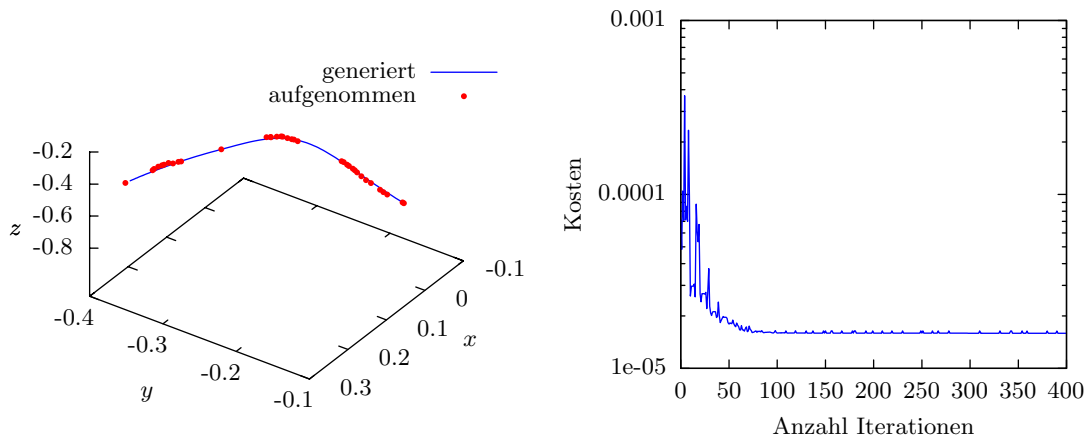 generiert
aufgenommen
-0.2
-0.4
-0.6
-0.8
z
-0.4
-0.3
-0.2
-0.1
y
-0.1
0
0.1
0.2
0.3
x
0.001
0.0001
1e-05
Kosten
0 50 100 150 200 250 300 350 400
Anzahl Iterationen